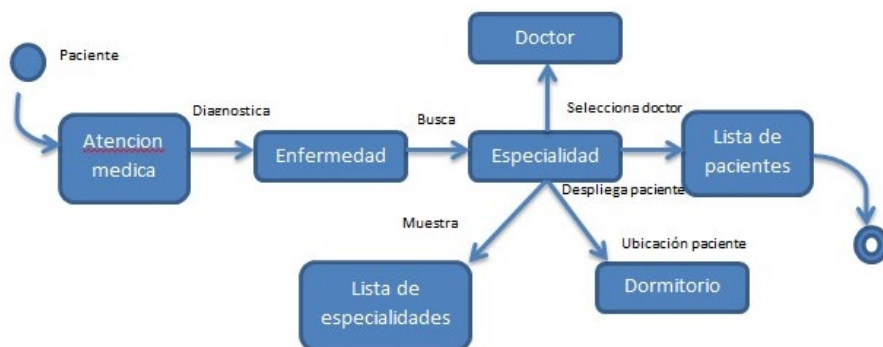 Doctor
Paciente
Diagnostica
Busca
Selecciona doctor
Atencion
medica
Enfermedad
Especialidad
Lista de
pacientes
Despliega paciente
Muestra
Ubicación paciente
Lista de
especialidades
Dormitorio